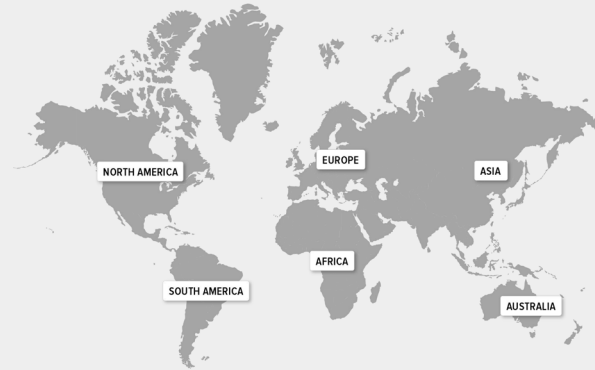 NORTH AMERICA
EUROPE
ASIA
AFRICA
SOUTH AMERICA
AUSTRALIA